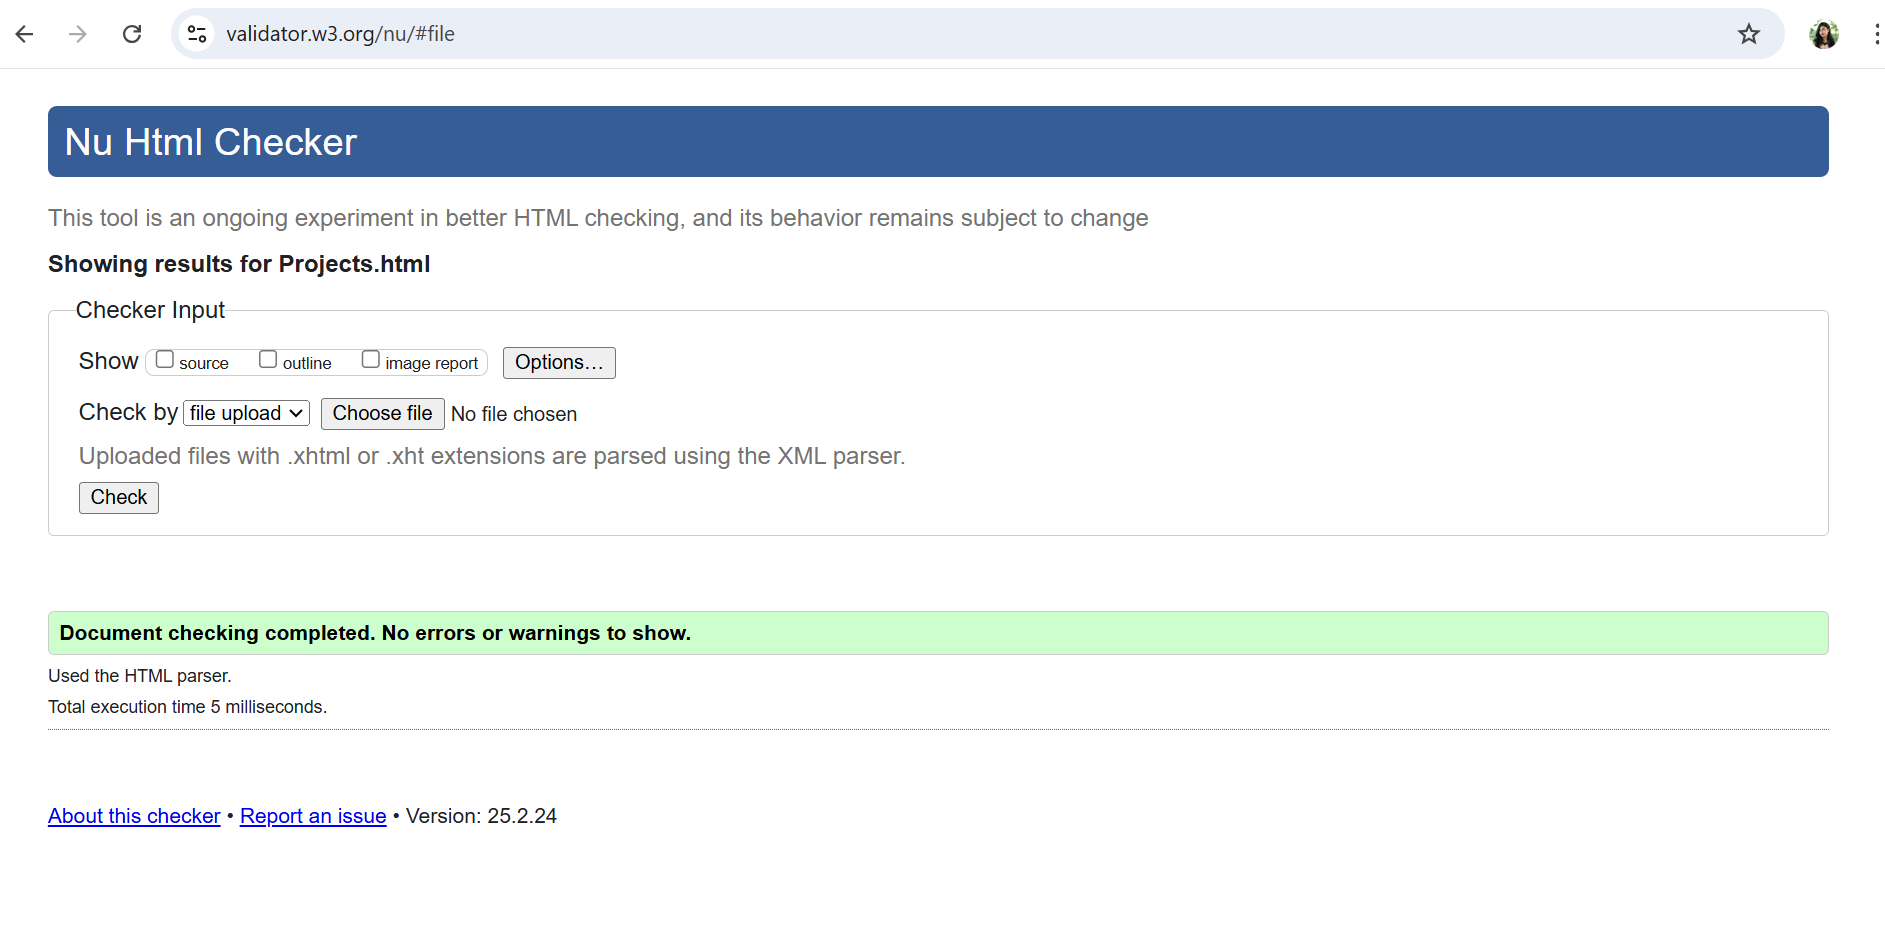 validator.w3.org/nu/#file
Nu Html Checker
This tool is an ongoing experiment in better HTML checking, and its behavior remains subject to change
Showing results for Projects.html
Checker Input
Show source outline image report Options…
Check by file upload Choose file No file chosen
Uploaded files with .xhtml or .xht extensions are parsed using the XML parser.
Check
Document checking completed. No errors or warnings to show.
Used the HTML parser.
Total execution time 5 milliseconds.
About this checker • Report an issue • Version: 25.2.24